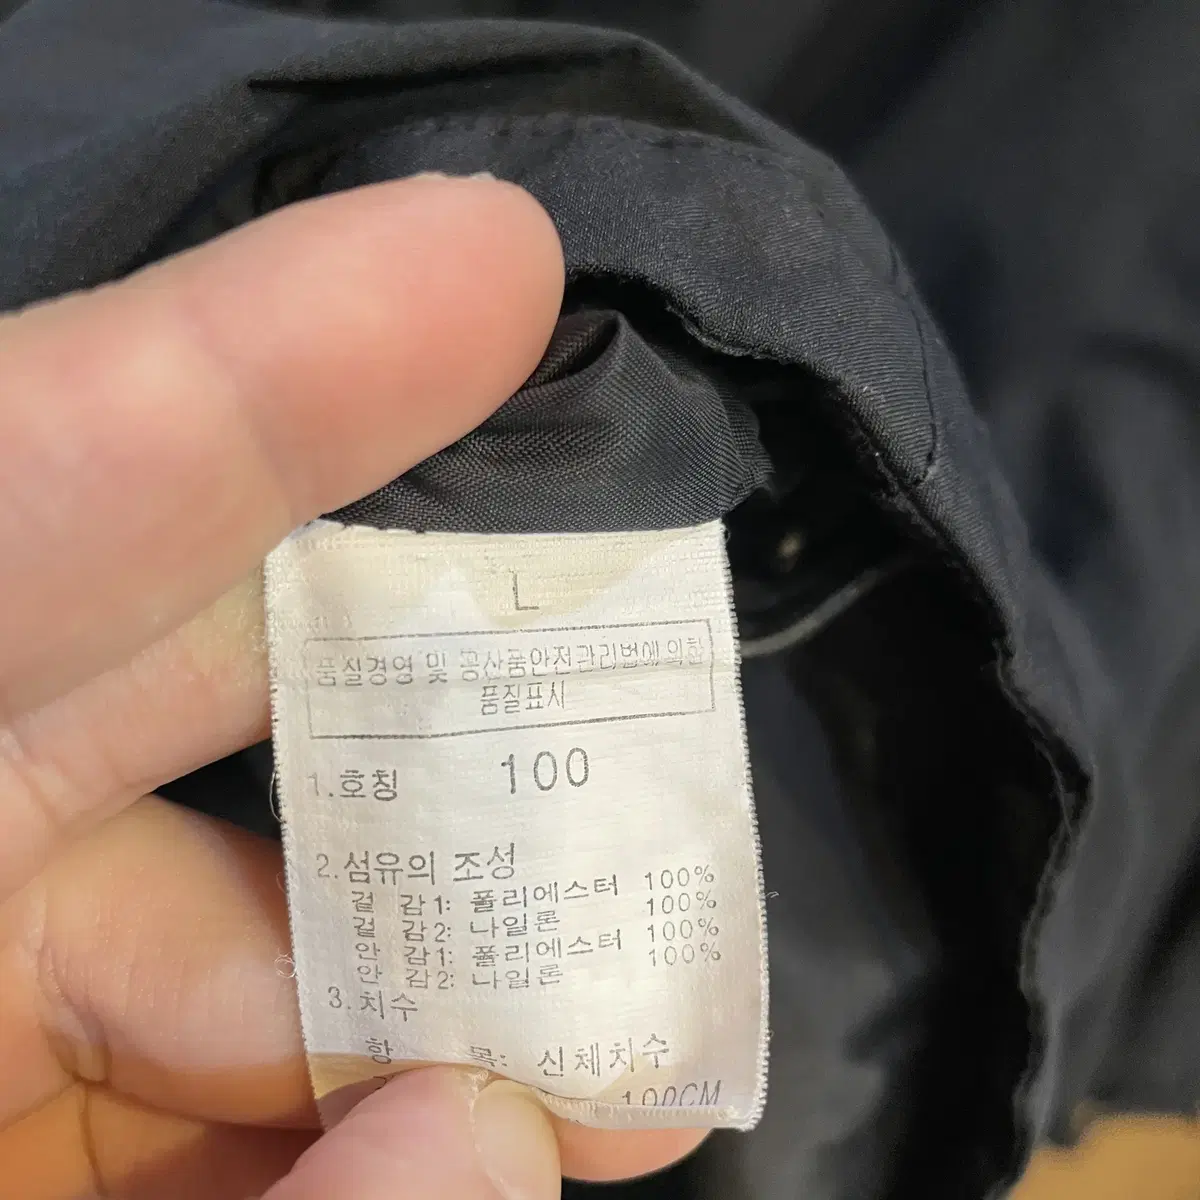 L
품질경영 및 공산품안전관리법에 의한
품질표시
1.호칭 100
2.섬유의 조성
겉 감1: 폴리에스터 100%
겉 감2: 나일론 100%
안 감1: 폴리에스터 100%
안 감2: 나일론 100%
3.치수
항 목: 신체치수
100CM